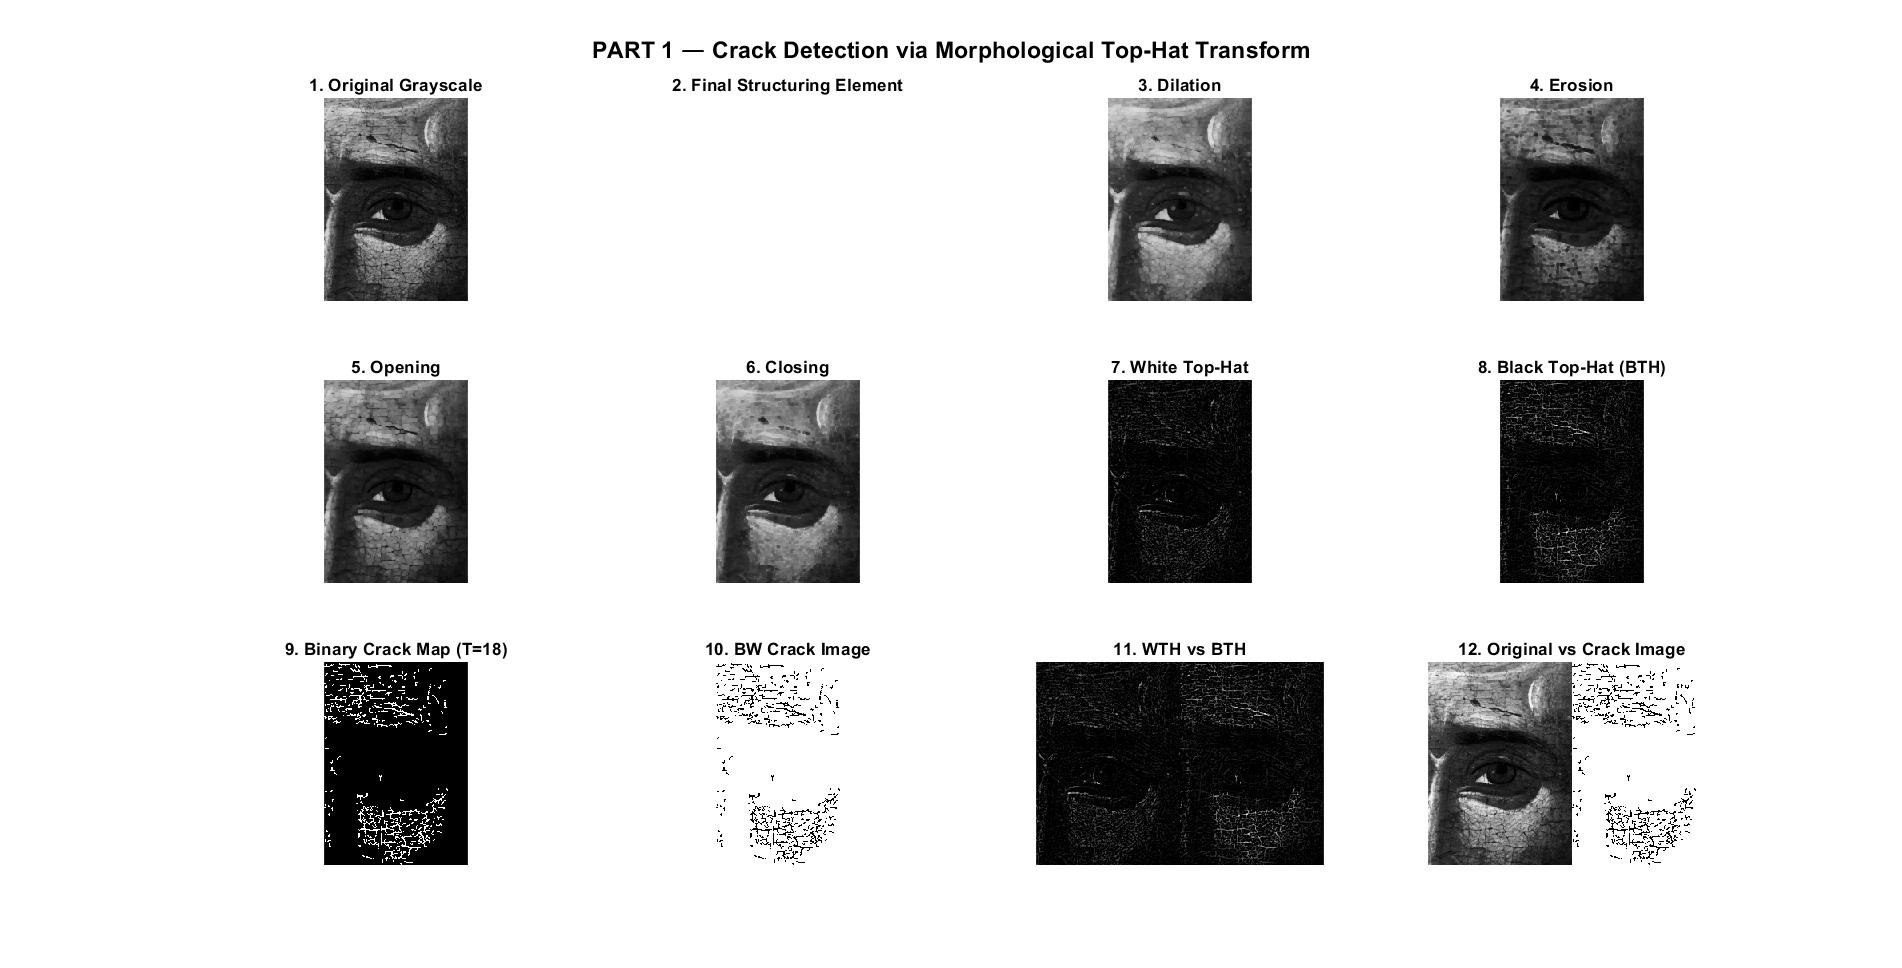 PART 1 — Crack Detection via Morphological Top-Hat Transform
1. Original Grayscale
2. Final Structuring Element
3. Dilation
4. Erosion
5. Opening
6. Closing
7. White Top-Hat
8. Black Top-Hat (BTH)
9. Binary Crack Map (T=18)
10. BW Crack Image
11. WTH vs BTH
12. Original vs Crack Image